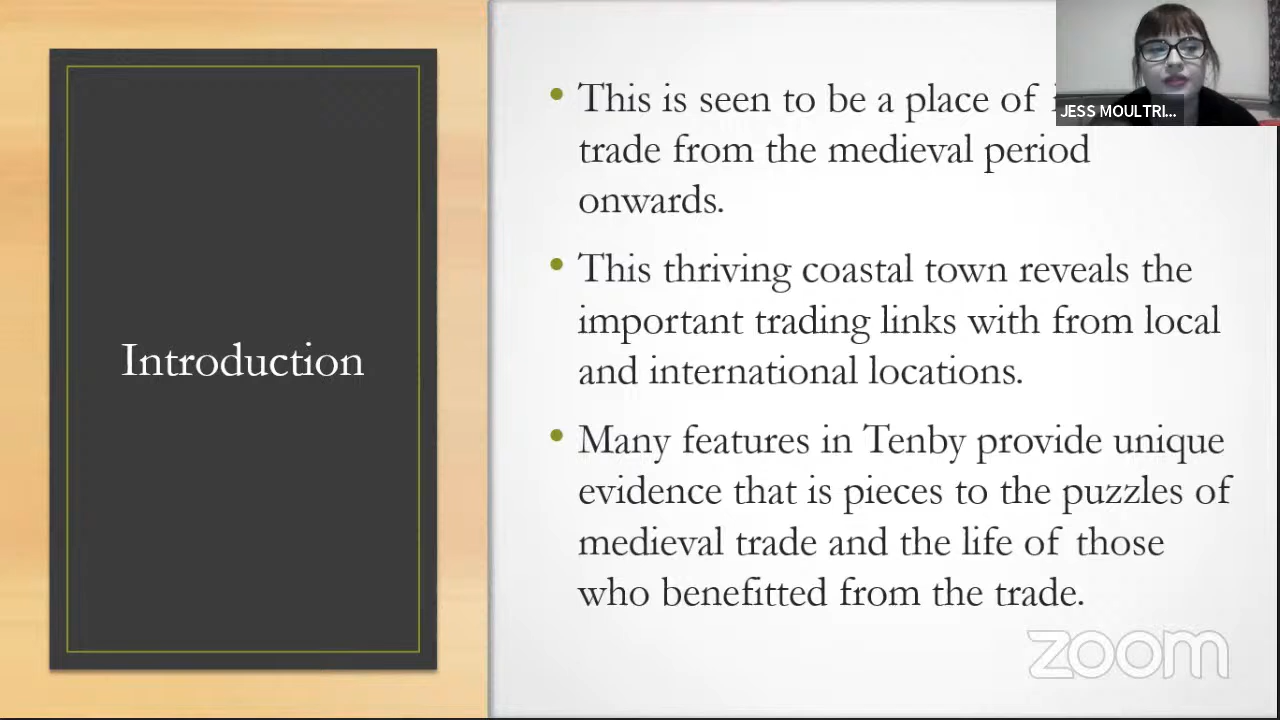 Introduction
• This is seen to be a place of
trade from the medieval period
onwards.
• This thriving coastal town reveals the
important trading links with from local
and international locations.
• Many features in Tenby provide unique
evidence that is pieces to the puzzles of
medieval trade and the life of those
who benefitted from the trade.
JESS MOULTRI...
zoom